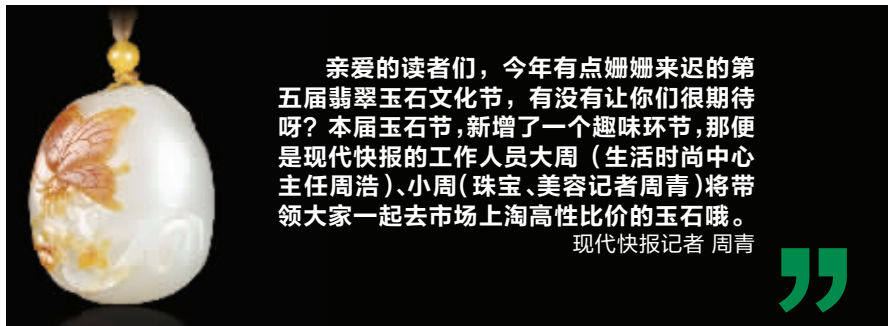 亲爱的读者们，今年有点姗姗来迟的第
五届翡翠玉石文化节，有没有让你们很期待
呀？本届玉石节，新增了一个趣味环节，那便
是现代快报的工作人员大周（生活时尚中心
主任周浩）、小周（珠宝、美容记者周青）将带
领大家一起去市场上淘高性比价的玉石哦。
现代快报记者 周青
”